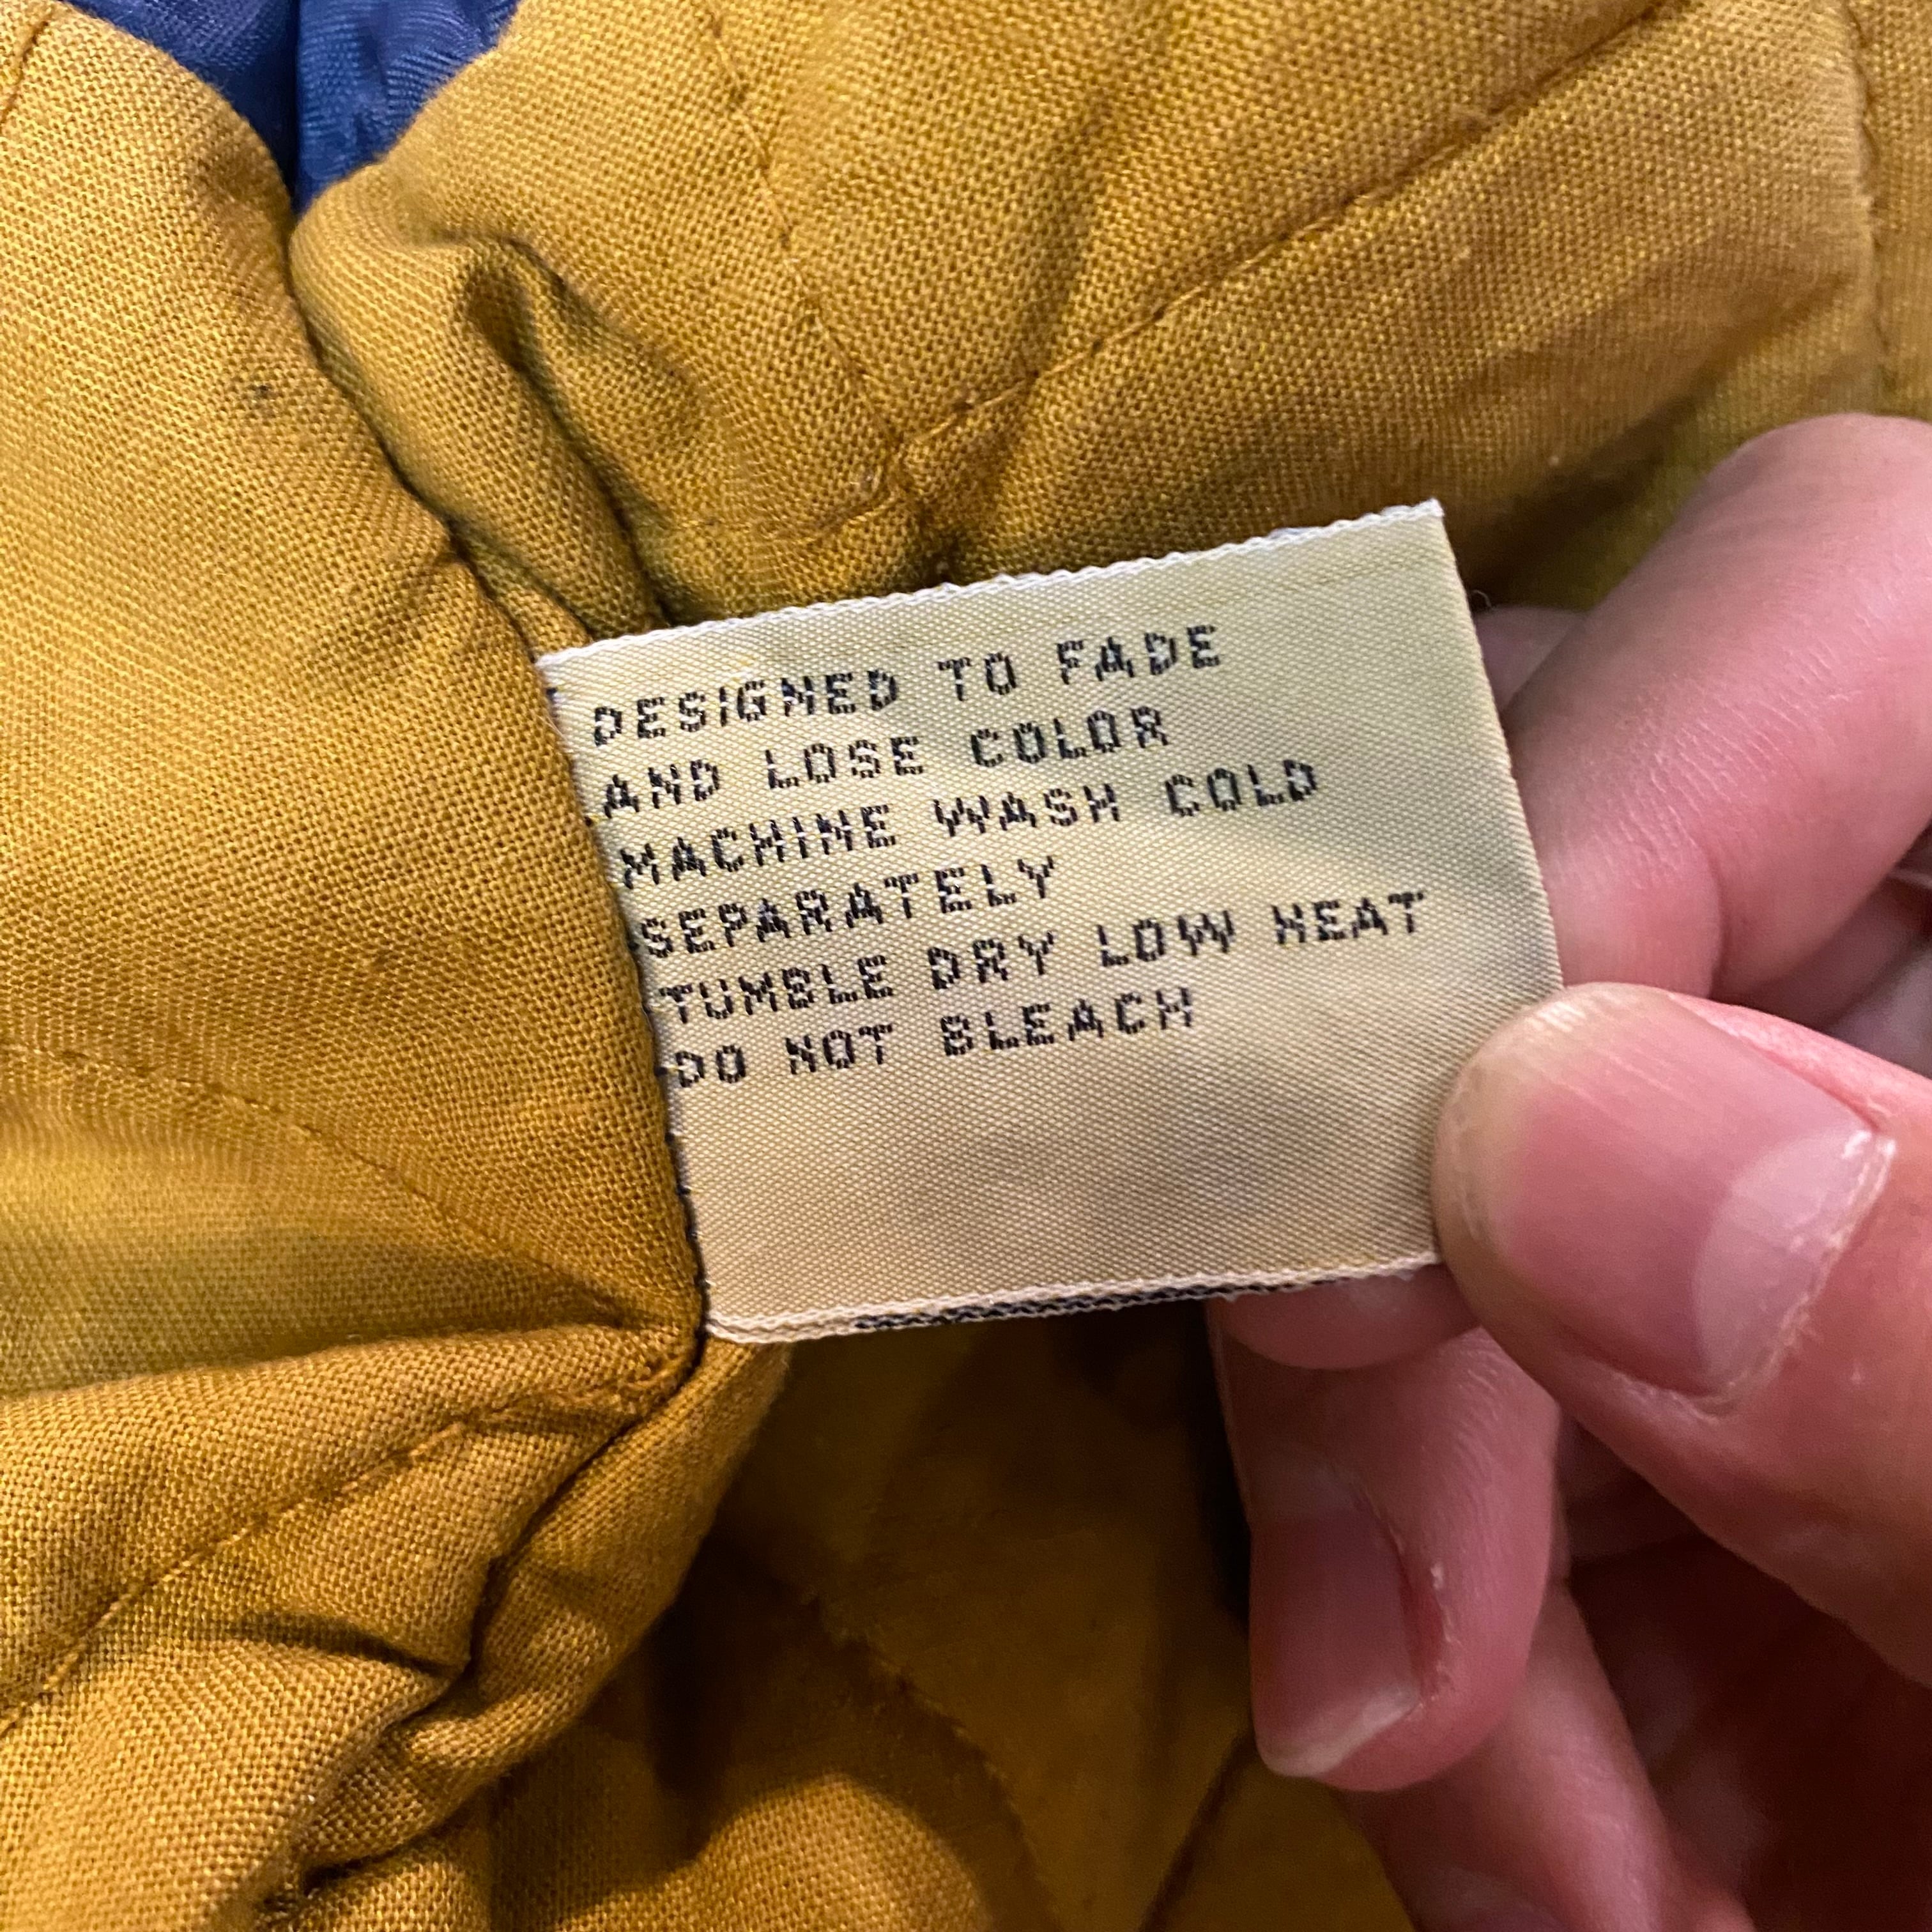 DESIGNED TO FADE
AND LOSE COLOR
MACHINE WASH COLD
SEPARATELY
TUMBLE DRY LOW HEAT
DO NOT BLEACH